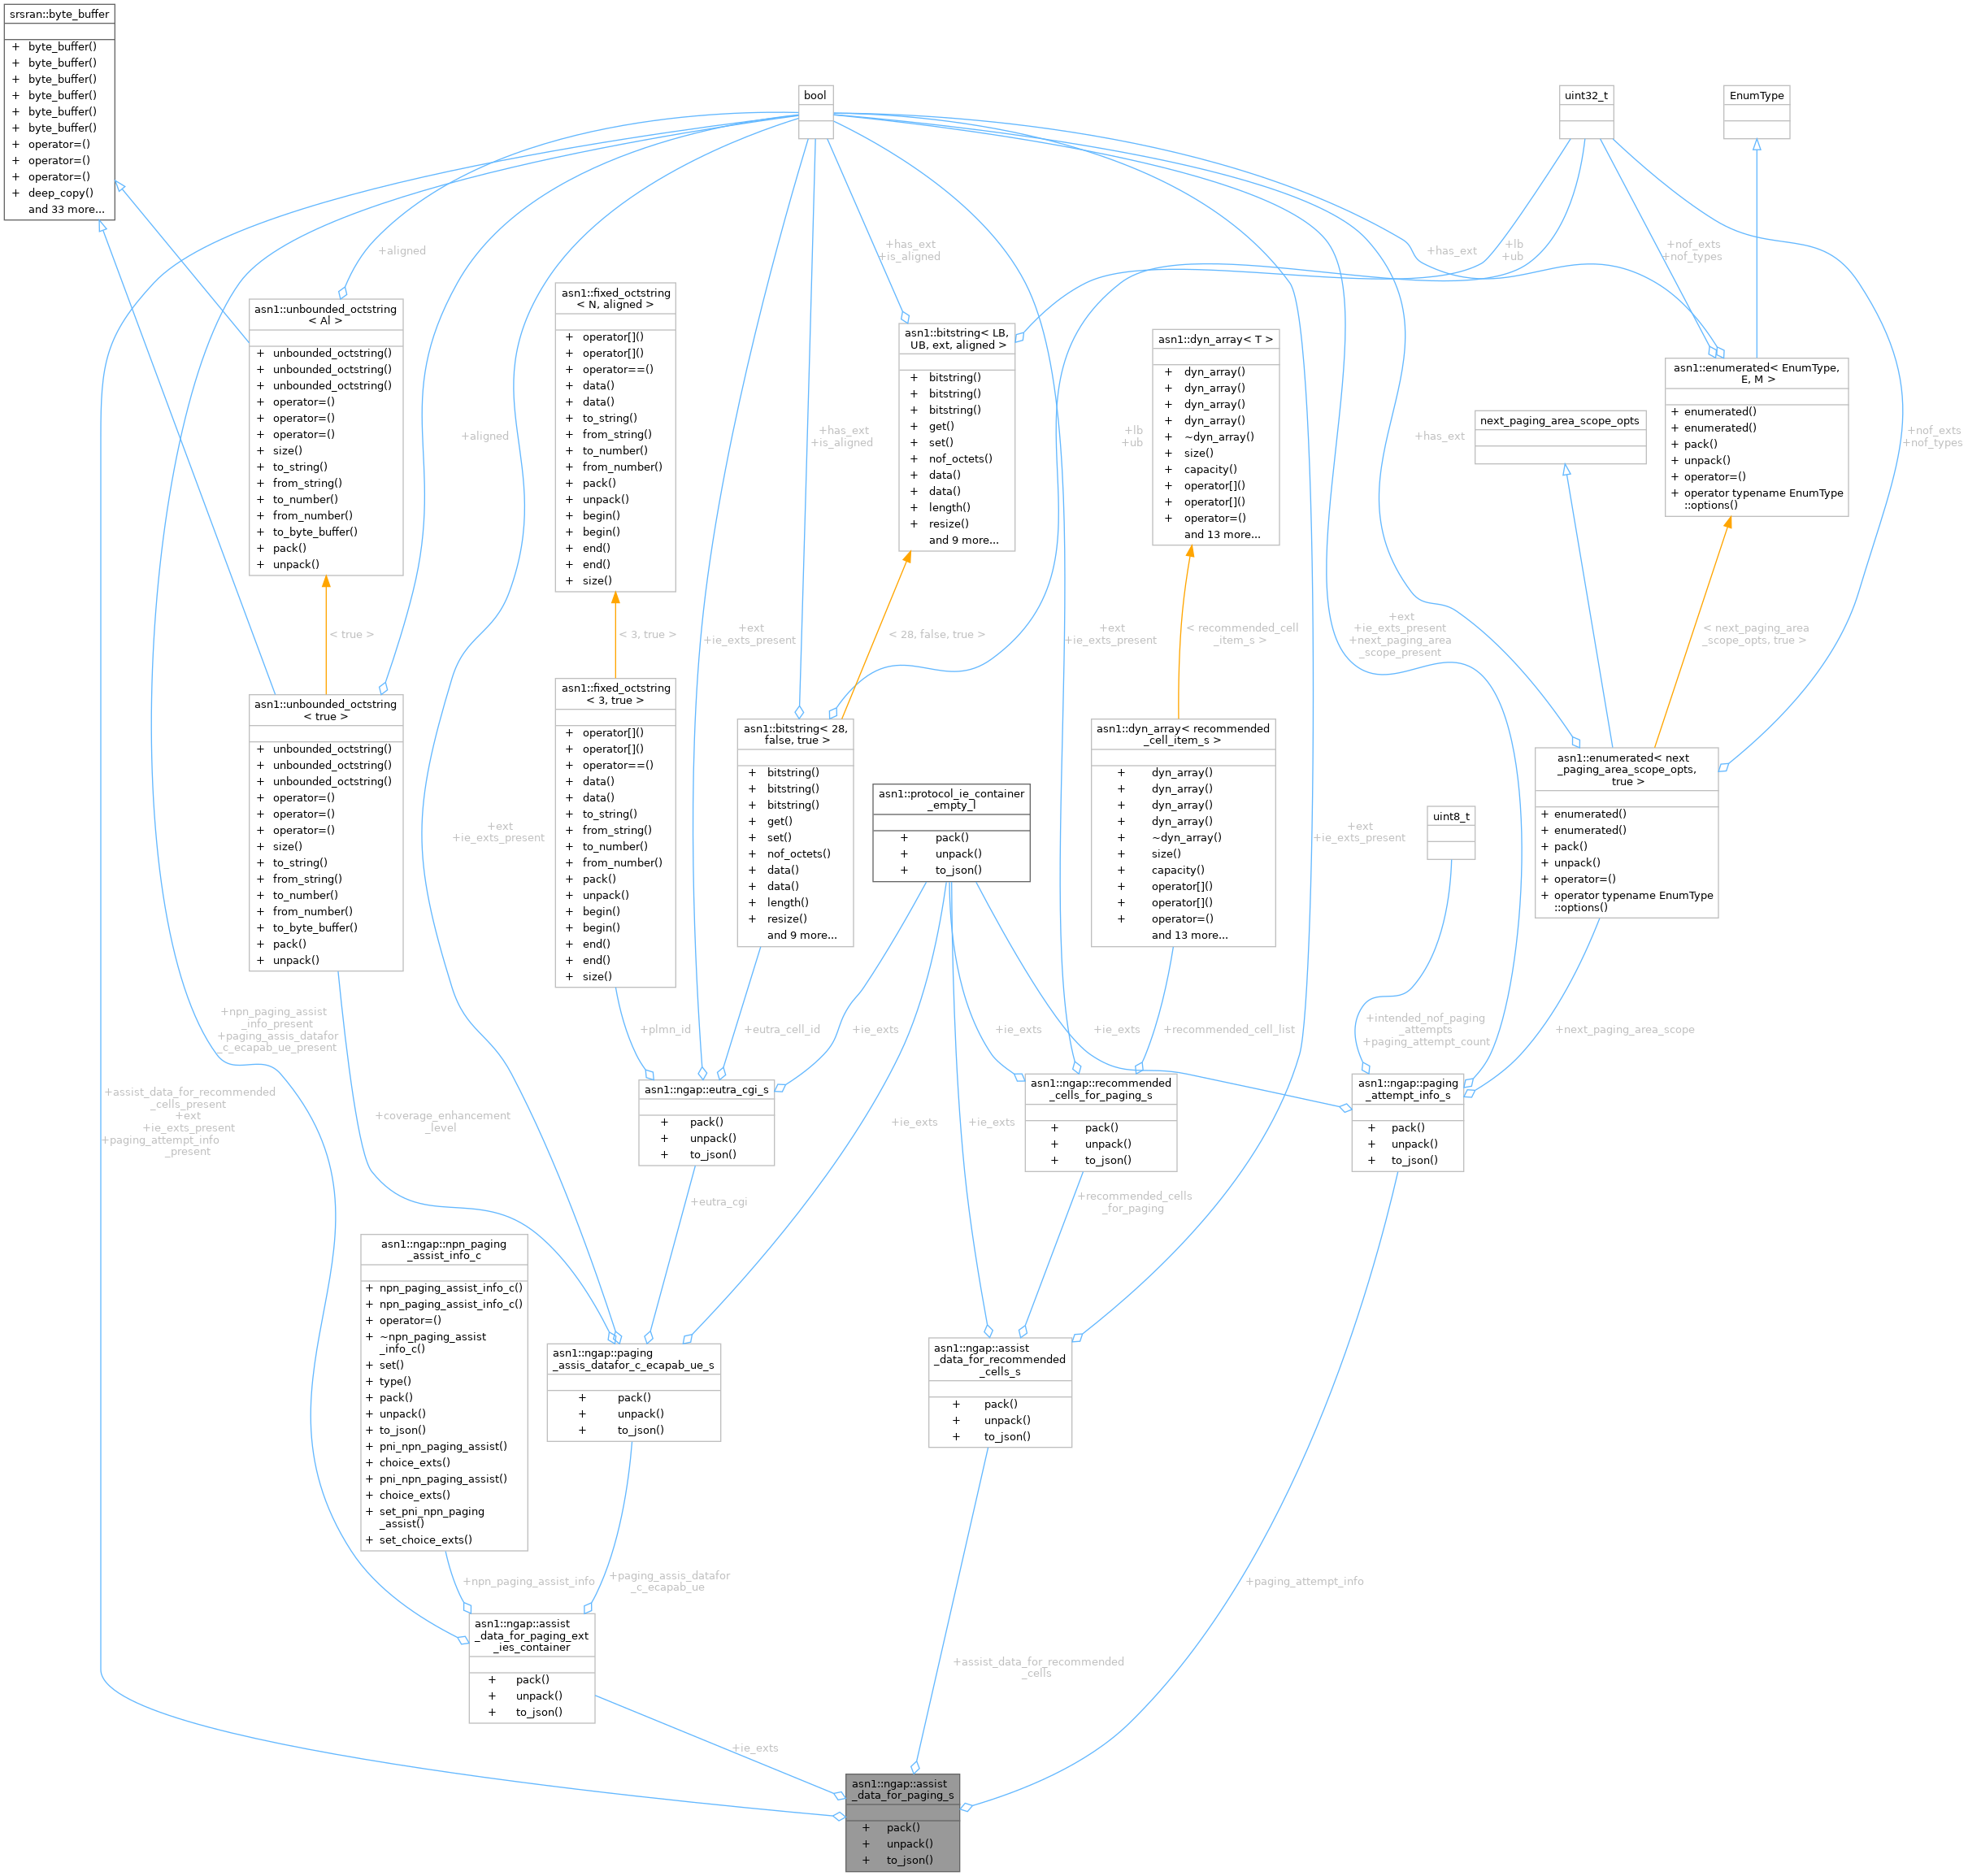 srsran::byte_buffer
+ byte_buffer()
+ byte_buffer()
+ byte_buffer()
+ byte_buffer()
+ byte_buffer()
+ byte_buffer()
+ operator=()
+ operator=()
+ operator=()
+ deep_copy()
and 33 more...
bool
uint32_t
EnumType
+aligned
+has_ext
+is_aligned
+has_ext
+lb
+ub
+nof_exts
+nof_types
asn1::unbounded_octstring
< Al >
+ unbounded_octstring()
+ unbounded_octstring()
+ unbounded_octstring()
+ operator=()
+ operator=()
+ operator=()
+ size()
+ to_string()
+ from_string()
+ to_number()
+ from_number()
+ to_byte_buffer()
+ pack()
+ unpack()
asn1::fixed_octstring
< N, aligned >
+ operator[]()
+ operator[]()
+ operator==()
+ data()
+ data()
+ to_string()
+ from_string()
+ to_number()
+ from_number()
+ pack()
+ unpack()
+ begin()
+ begin()
+ end()
+ end()
+ size()
asn1::bitstring< LB,
UB, ext, aligned >
+ bitstring()
+ bitstring()
+ bitstring()
+ get()
+ set()
+ nof_octets()
+ data()
+ data()
+ length()
+ resize()
and 9 more...
asn1::dyn_array< T >
+ dyn_array()
+ dyn_array()
+ dyn_array()
+ dyn_array()
+ ~dyn_array()
+ size()
+ capacity()
+ operator[]()
+ operator[]()
+ operator=()
and 13 more...
next_paging_area_scope_opts
asn1::enumerated< EnumType,
E, M >
+ enumerated()
+ enumerated()
+ pack()
+ unpack()
+ operator=()
+ operator typename EnumType
::options()
+aligned
+has_ext
+is_aligned
+lb
+ub
+has_ext
+nof_exts
+nof_types
< true >
< 3, true >
+ext
+ie_exts_present
< 28, false, true >
+ext
+ie_exts_present
< recommended_cell
_item_s >
+ext
+ie_exts_present
+next_paging_area
_scope_present
< next_paging_area
_scope_opts, true >
asn1::unbounded_octstring
< true >
+ unbounded_octstring()
+ unbounded_octstring()
+ unbounded_octstring()
+ operator=()
+ operator=()
+ operator=()
+ size()
+ to_string()
+ from_string()
+ to_number()
+ from_number()
+ to_byte_buffer()
+ pack()
+ unpack()
+ext
+ie_exts_present
asn1::fixed_octstring
< 3, true >
+ operator[]()
+ operator[]()
+ operator==()
+ data()
+ data()
+ to_string()
+ from_string()
+ to_number()
+ from_number()
+ pack()
+ unpack()
+ begin()
+ begin()
+ end()
+ end()
+ size()
asn1::bitstring< 28,
false, true >
+ bitstring()
+ bitstring()
+ bitstring()
+ get()
+ set()
+ nof_octets()
+ data()
+ data()
+ length()
+ resize()
and 9 more...
asn1::protocol_ie_container
_empty_l
+ pack()
+ unpack()
+ to_json()
asn1::dyn_array< recommended
_cell_item_s >
+ dyn_array()
+ dyn_array()
+ dyn_array()
+ dyn_array()
+ ~dyn_array()
+ size()
+ capacity()
+ operator[]()
+ operator[]()
+ operator=()
and 13 more...
+ext
+ie_exts_present
uint8_t
asn1::enumerated< next
_paging_area_scope_opts,
true >
+ enumerated()
+ enumerated()
+ pack()
+ unpack()
+ operator=()
+ operator typename EnumType
::options()
+npn_paging_assist
_info_present
+paging_assis_datafor
_c_ecapab_ue_present
+plmn_id
+eutra_cell_id
+ie_exts
+ie_exts
+ie_exts
+recommended_cell_list
+intended_nof_paging
_attempts
+paging_attempt_count
+next_paging_area_scope
+assist_data_for_recommended
_cells_present
+ext
+ie_exts_present
+paging_attempt_info
_present
+coverage_enhancement
_level
asn1::ngap::eutra_cgi_s
+ pack()
+ unpack()
+ to_json()
+ie_exts
+ie_exts
asn1::ngap::recommended
_cells_for_paging_s
+ pack()
+ unpack()
+ to_json()
asn1::ngap::paging
_attempt_info_s
+ pack()
+ unpack()
+ to_json()
+eutra_cgi
+recommended_cells
_for_paging
asn1::ngap::npn_paging
_assist_info_c
+ npn_paging_assist_info_c()
+ npn_paging_assist_info_c()
+ operator=()
+ ~npn_paging_assist
_info_c()
+ set()
+ type()
+ pack()
+ unpack()
+ to_json()
+ pni_npn_paging_assist()
+ choice_exts()
+ pni_npn_paging_assist()
+ choice_exts()
+ set_pni_npn_paging
_assist()
+ set_choice_exts()
asn1::ngap::paging
_assis_datafor_c_ecapab_ue_s
+ pack()
+ unpack()
+ to_json()
asn1::ngap::assist
_data_for_recommended
_cells_s
+ pack()
+ unpack()
+ to_json()
+npn_paging_assist_info
+paging_assis_datafor
_c_ecapab_ue
+paging_attempt_info
asn1::ngap::assist
_data_for_paging_ext
_ies_container
+ pack()
+ unpack()
+ to_json()
+assist_data_for_recommended
_cells
+ie_exts
asn1::ngap::assist
_data_for_paging_s
+ pack()
+ unpack()
+ to_json()